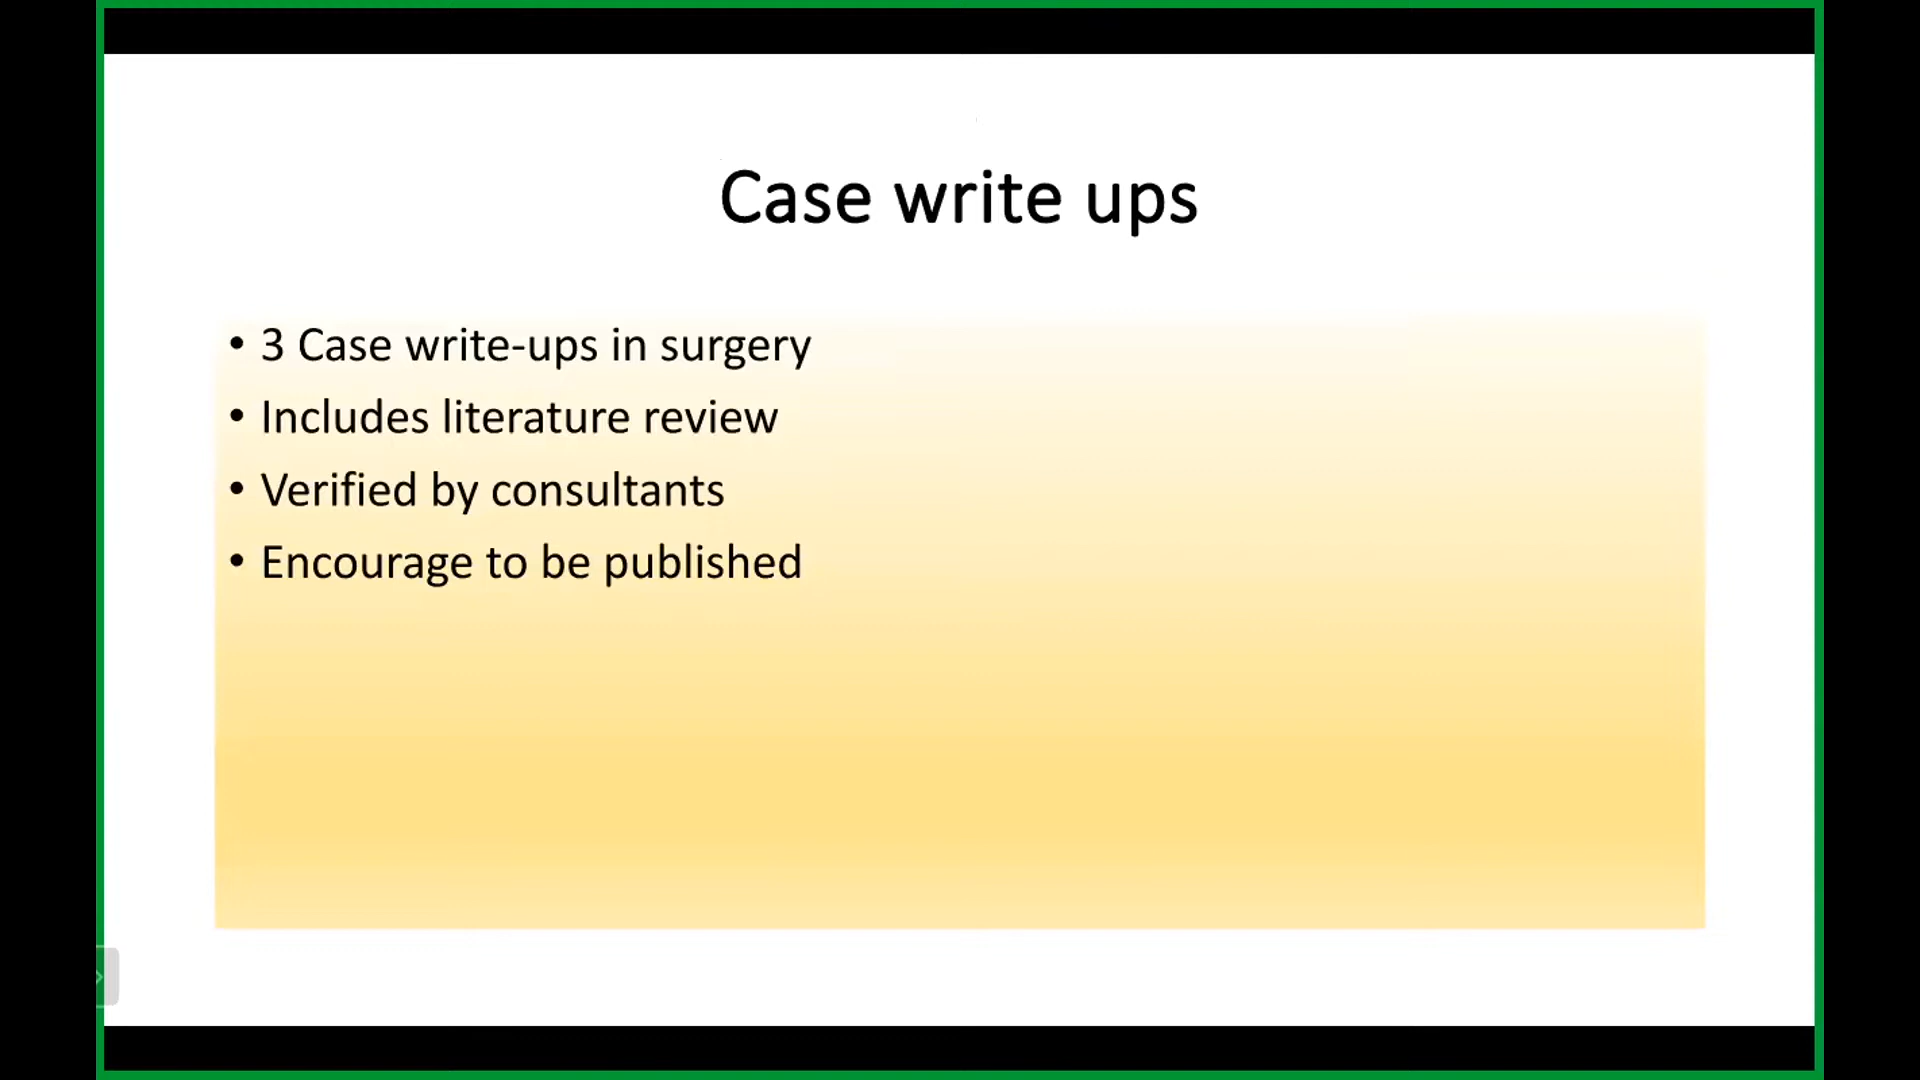 Case write ups
• 3 Case write-ups in surgery
• Includes literature review
• Verified by consultants
• Encourage to be published